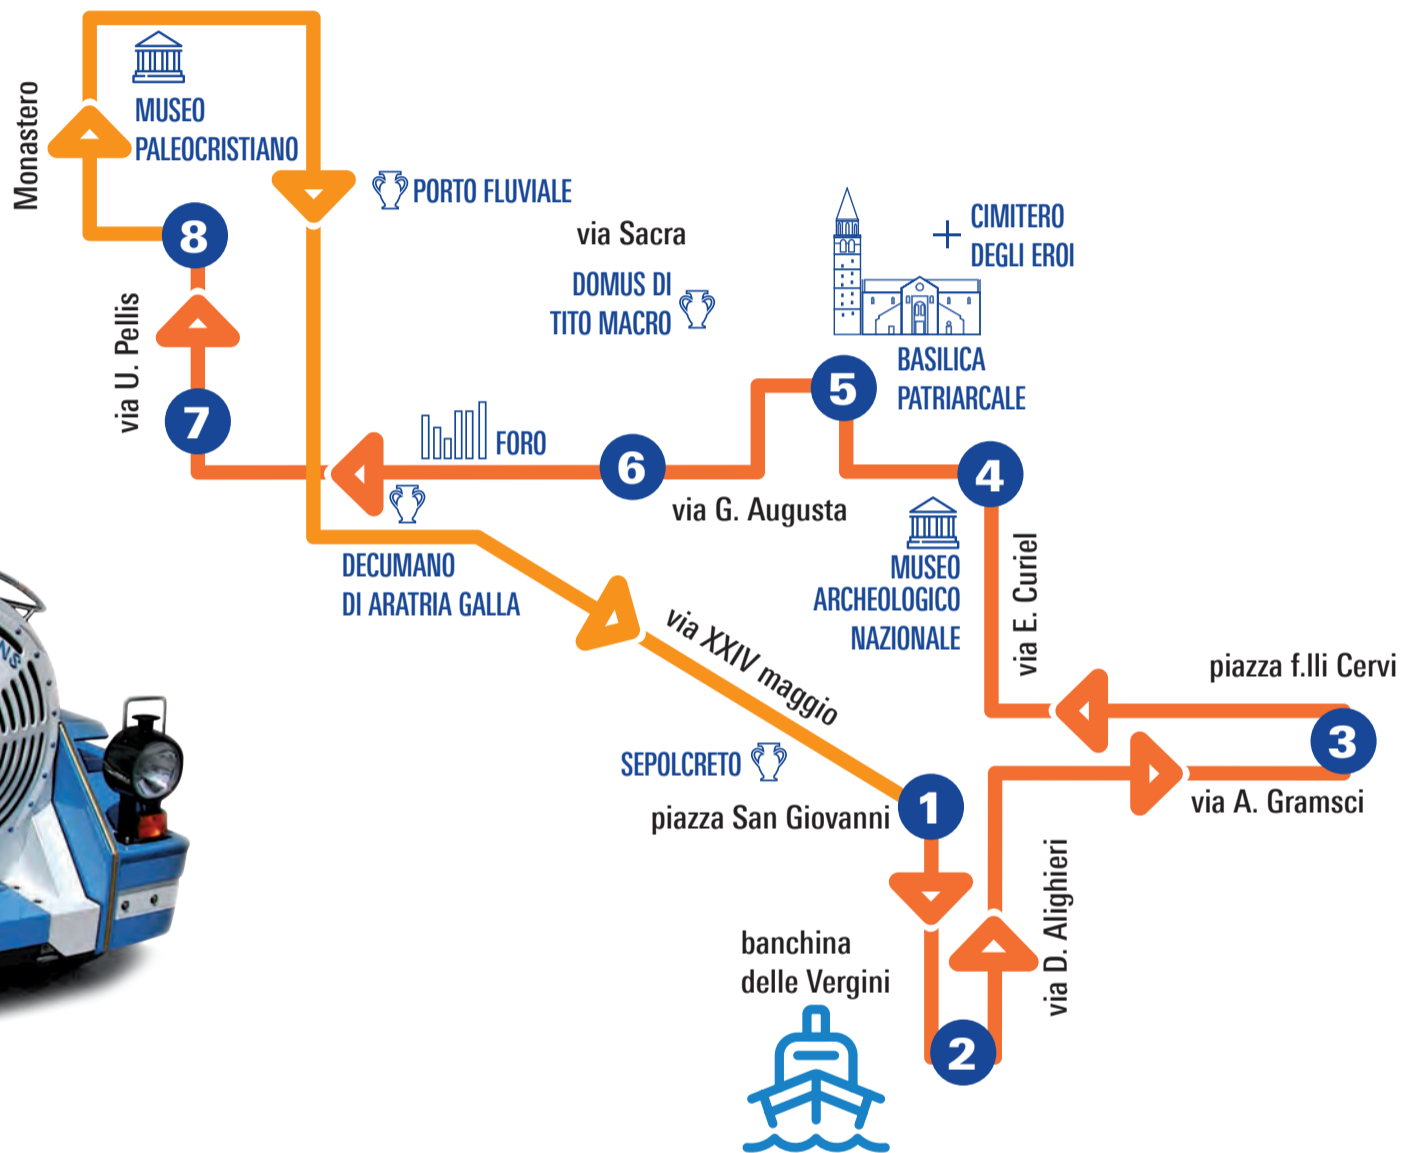 Monastero
MUSEO
PALEOCRISTIANO
PORTO FLUVIALE
8
via Sacra
DOMUS DI
TITO MACRO
CIMITERO
DEGLI EROI
BASILICA
PATRIARCALE
via U. Pellis
7
FORO
6
5
4
via G. Augusta
DECUMANO
DI ARATRIA GALLA
MUSEO
ARCHEOLOGICO
NAZIONALE
via E. Curiel
via XXIV maggio
piazza f.lli Cervi
3
via A. Gramsci
SEPOLCRETO
piazza San Giovanni
1
via D. Alighieri
banchina
delle Vergini
2